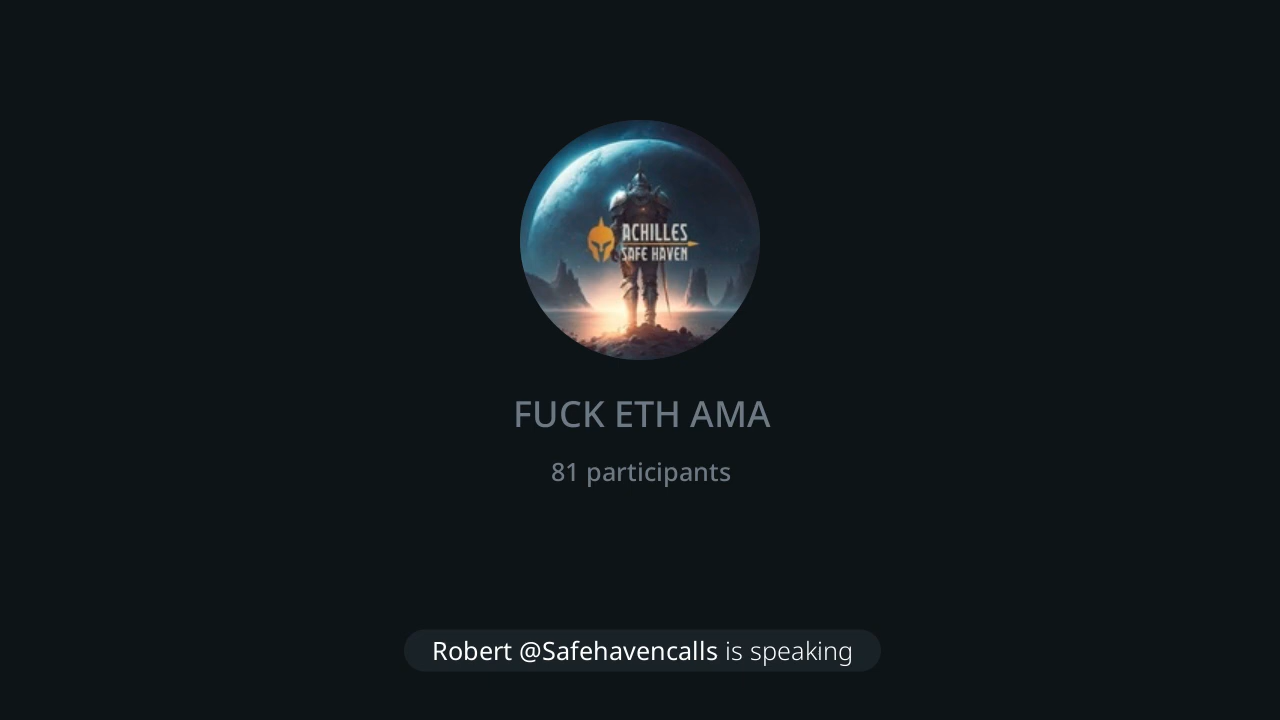 ACHILLES
SAFE HAVEN
FUCK ETH AMA
81 participants
Robert @Safehavencalls is speaking